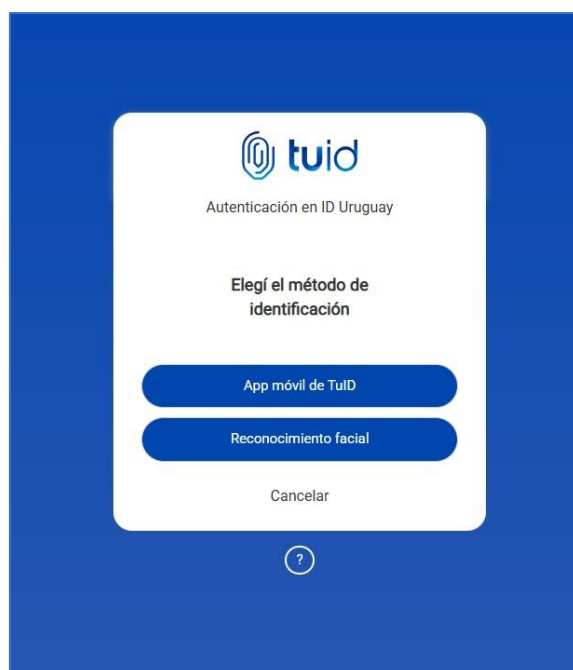 tuid
Autenticación en ID Uruguay
Elegí el método de
identificación
App móvil de TuID
Reconocimiento facial
Cancelar
?